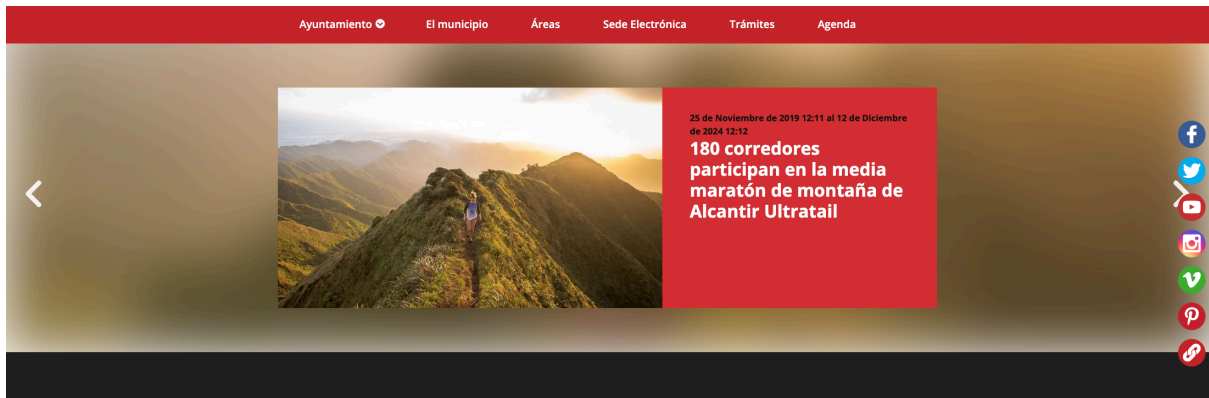 Ayuntamiento
El municipio
Áreas
Sede Electrónica
Trámites
Agenda
25 de Noviembre de 2019 12:11 al 12 de Diciembre
de 2024 12:12
180 corredores
participan en la media
maratón de montaña de
Alcantir Ultratail